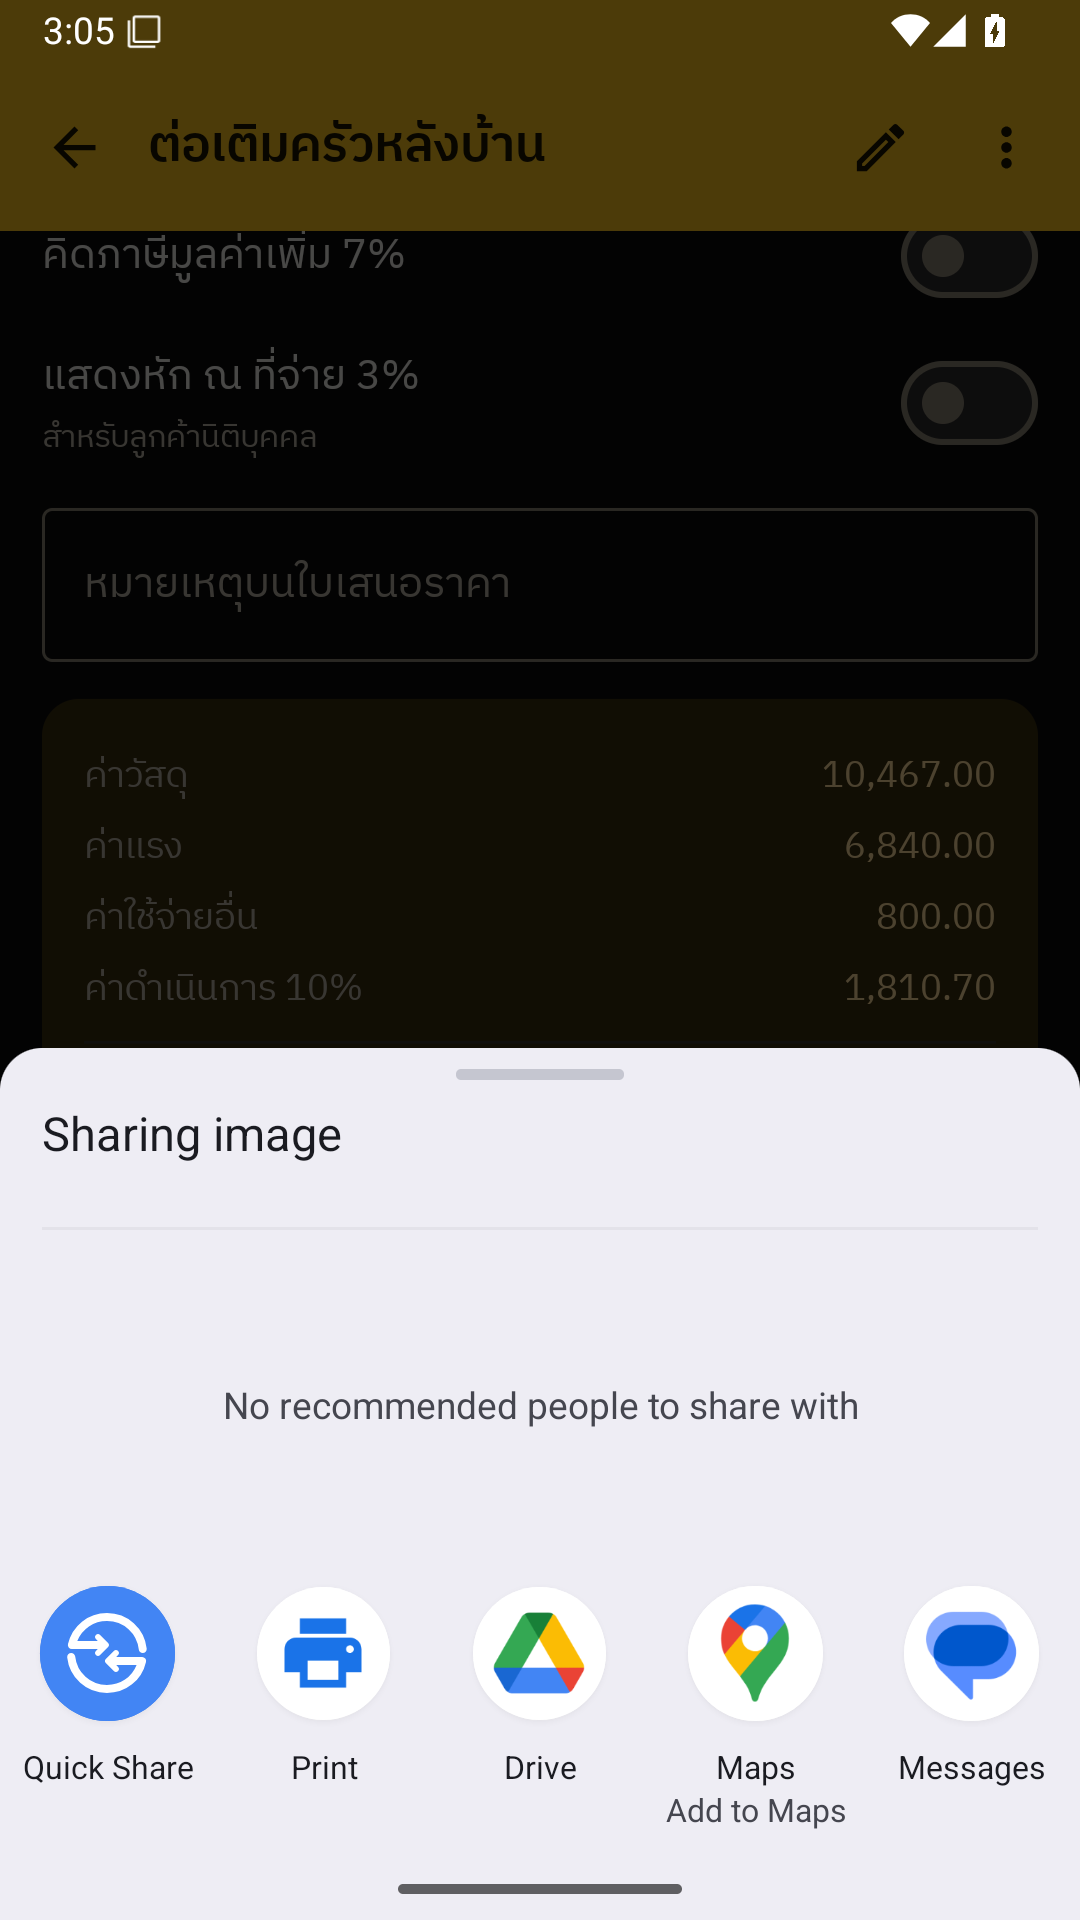 3:05
ต่อเติมครัวหลังบ้าน
คิดภาษีมูลค่าเพิ่ม 7%
แสดงหัก ณ ที่จ่าย 3%
สำหรับลูกค้านิติบุคคล
หมายเหตุบนใบเสนอราคา
ค่าวัสดุ 10,467.00
ค่าแรง 6,840.00
ค่าใช้จ่ายอื่น 800.00
ค่าดำเนินการ 10% 1,810.70
Sharing image
No recommended people to share with
Quick Share Print Drive Maps Messages
Add to Maps